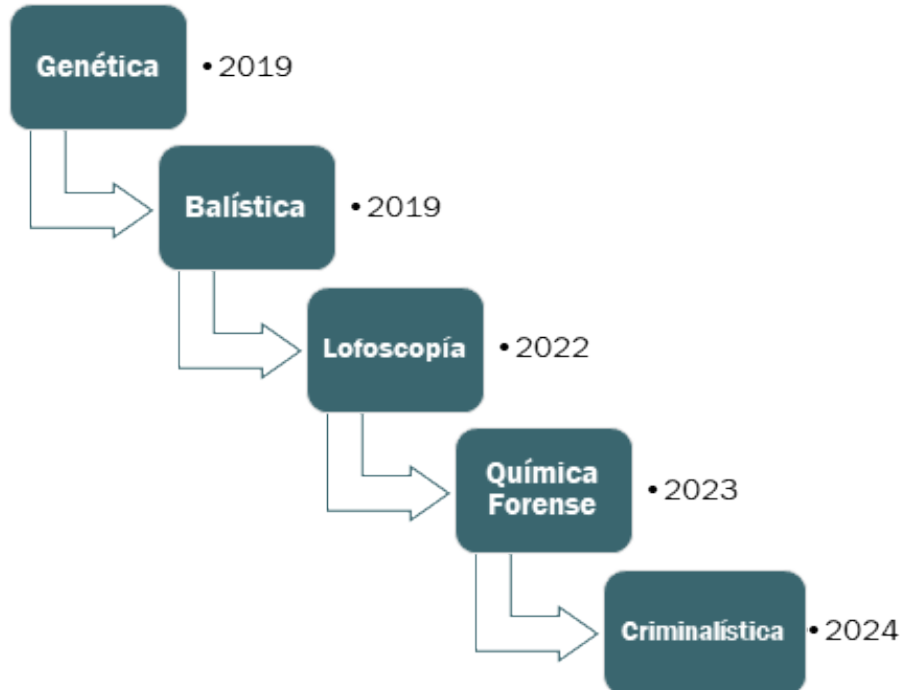 Genética
• 2019
Balística
• 2019
Lofoscopía
• 2022
Química
Forense
• 2023
Criminalística
• 2024